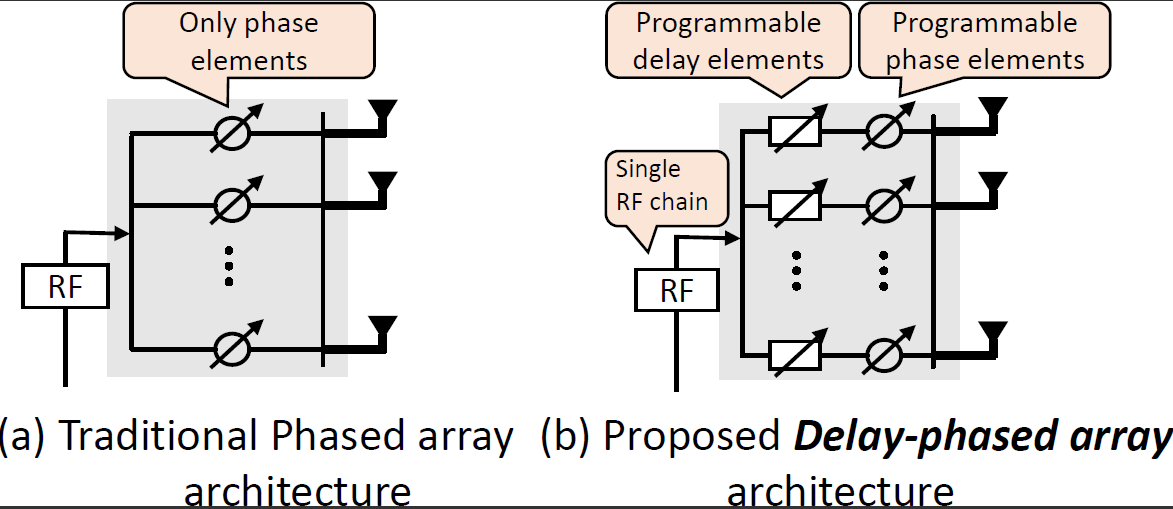 Only phase
elements
Programmable
delay elements
Programmable
phase elements
Single
RF chain
RF
RF
(a) Traditional Phased array
architecture
(b) Proposed Delay-phased array
architecture